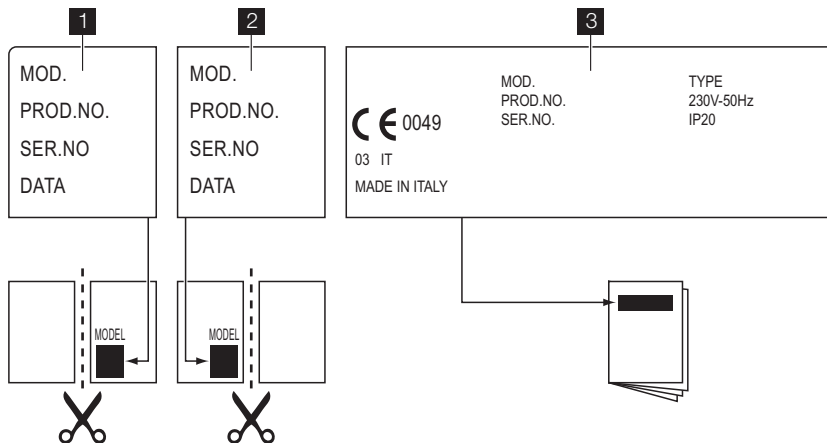 1
MOD.
PROD.NO.
SER.NO
DATA
2
MOD.
PROD.NO.
SER.NO
DATA
3
MOD.
PROD.NO.
SER.NO.
TYPE
230V-50Hz
IP20
CE 0049
03 IT
MADE IN ITALY
MODEL
MODEL